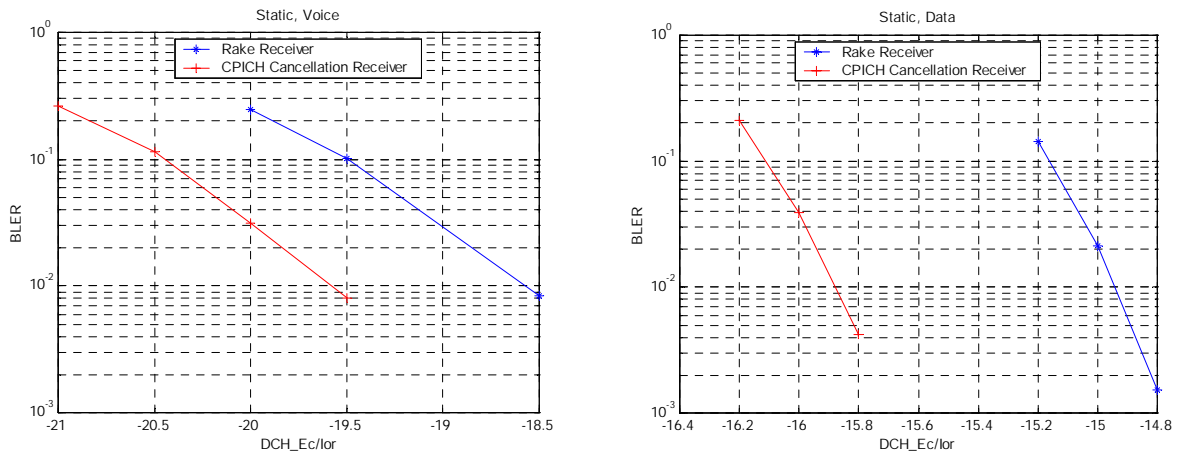 Static, Voice
10^0
Rake Receiver
CPICH Cancellation Receiver
10^-1
BLER
10^-2
10^-3
-21 -20.5 -20 -19.5 -19 -18.5
DCH_Ec/Ior
Static, Data
10^0
Rake Receiver
CPICH Cancellation Receiver
10^-1
BLER
10^-2
10^-3
-16.4 -16.2 -16 -15.8 -15.6 -15.4 -15.2 -15 -14.8
DCH_Ec/Ior